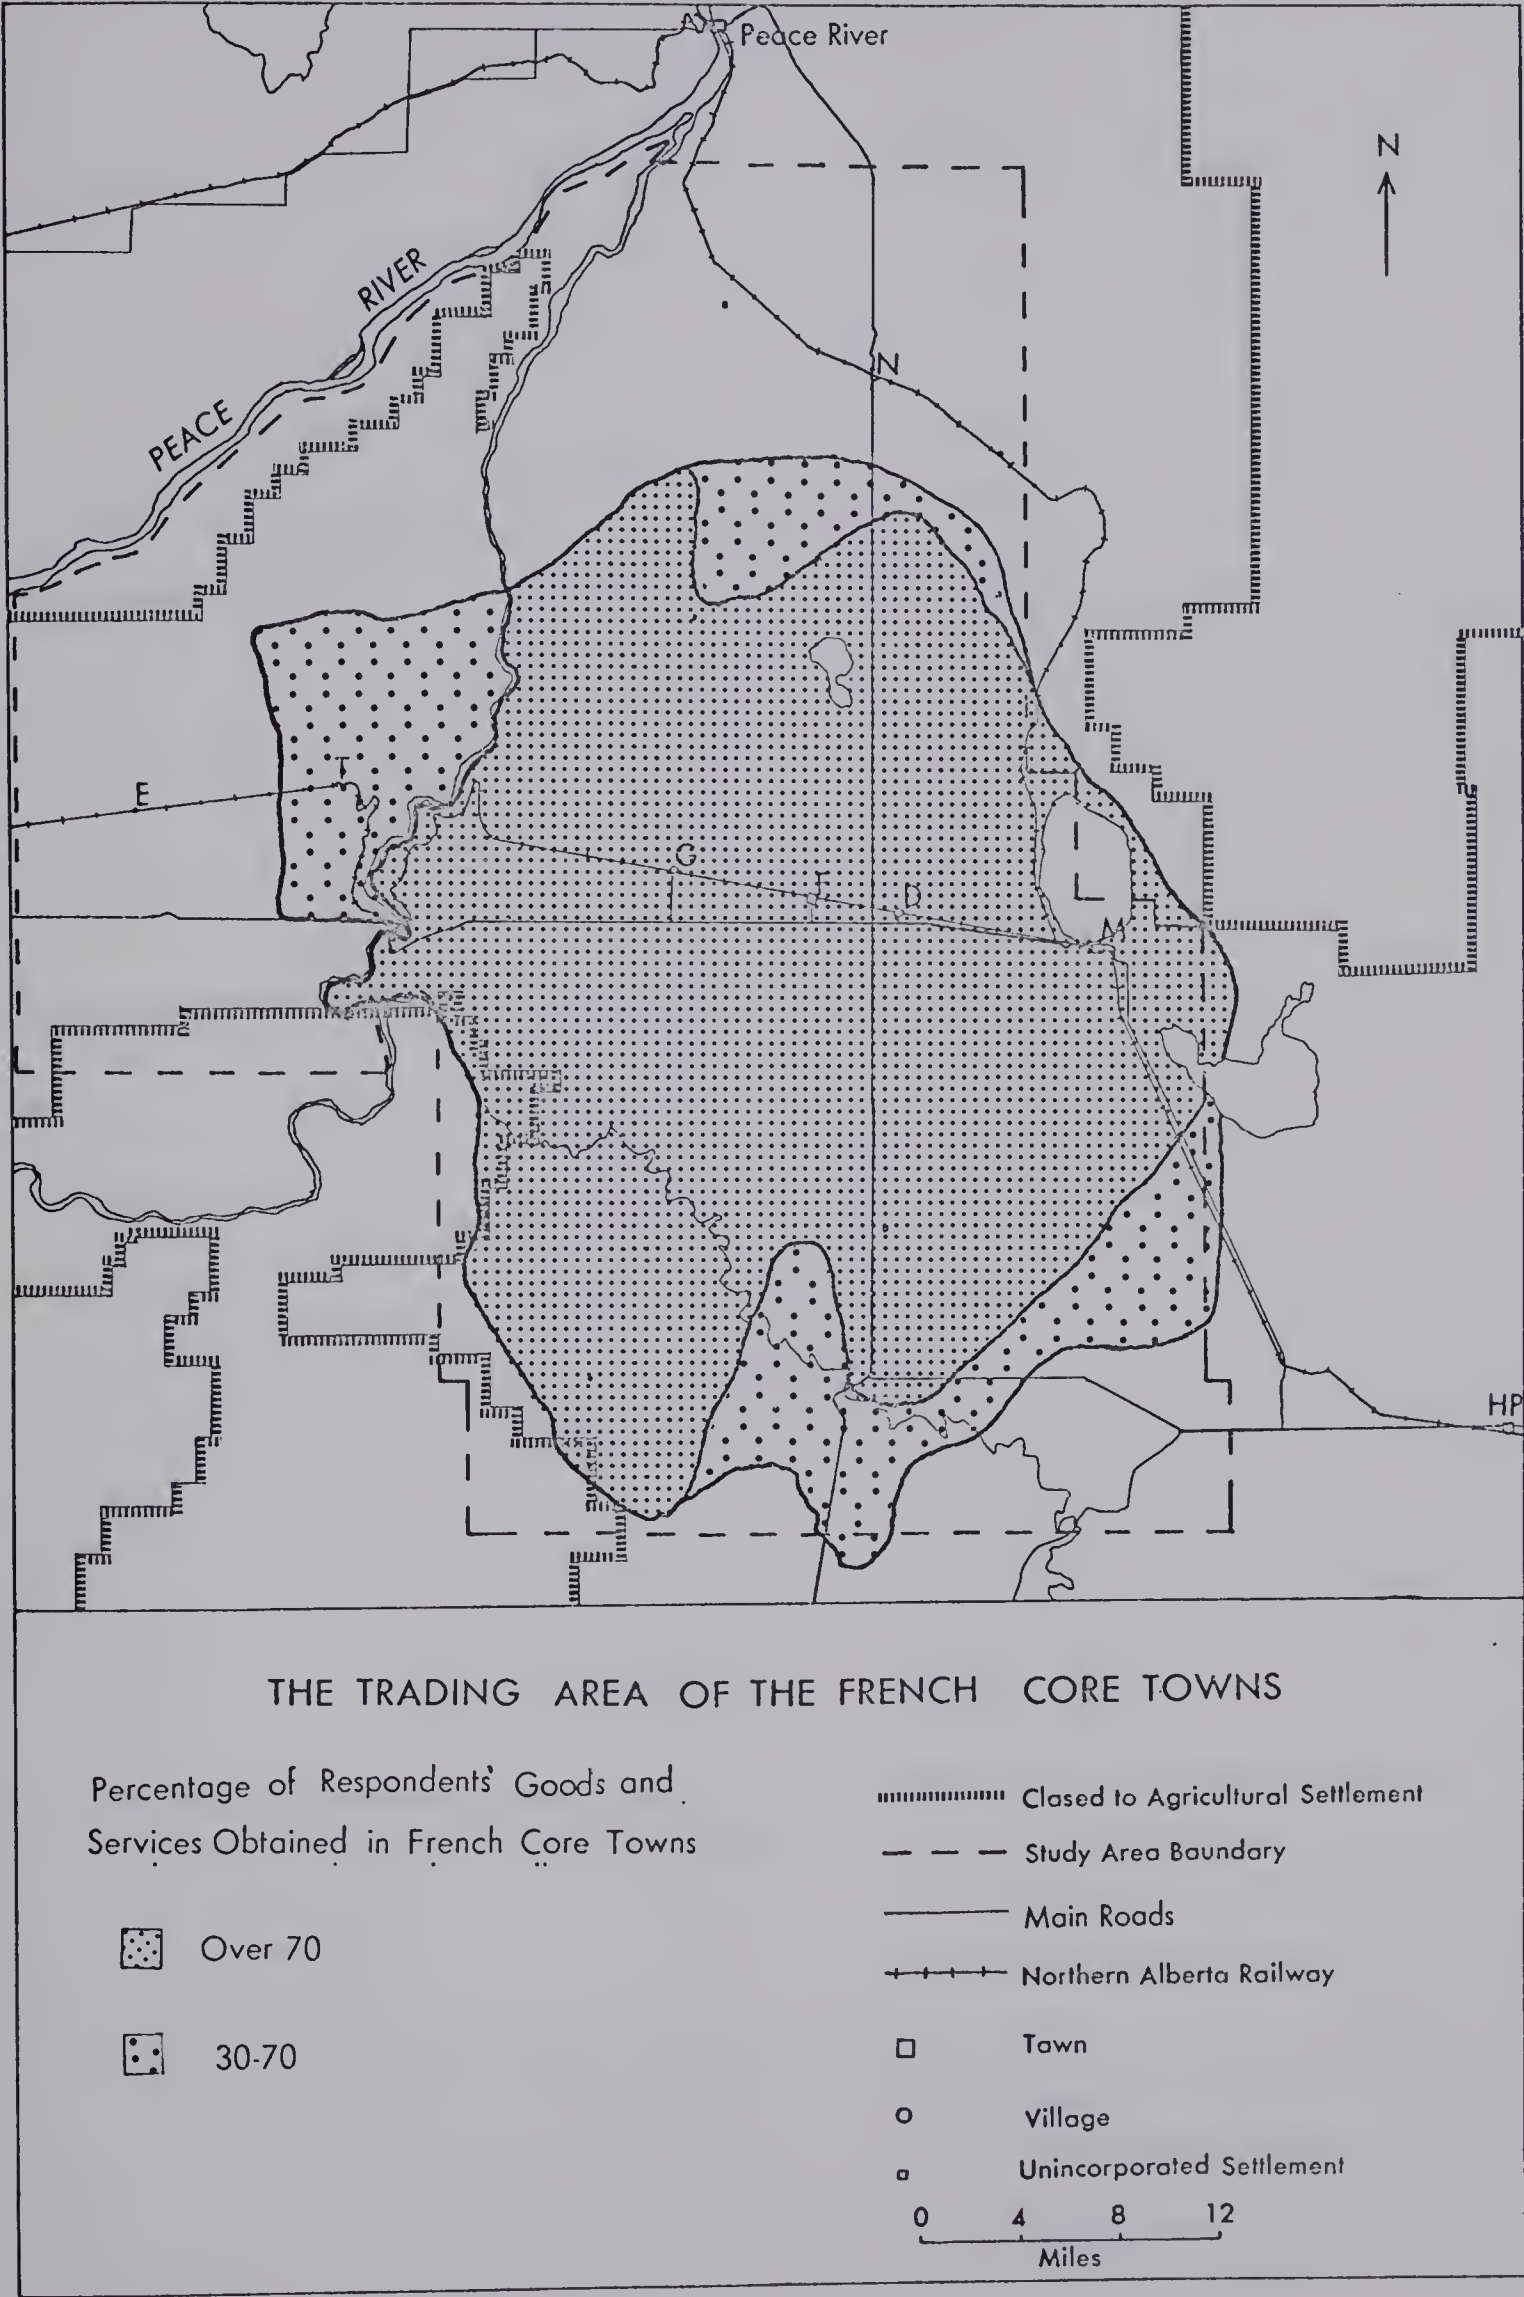 Peace River
N
RIVER
N
PEACE
T
E
G
F
D
M
HP
THE TRADING AREA OF THE FRENCH CORE TOWNS
Percentage of Respondents' Goods and
Services Obtained in French Core Towns
Over 70
30-70
Closed to Agricultural Settlement
Study Area Boundary
Main Roads
Northern Alberta Railway
Town
Village
Unincorporated Settlement
0 4 8 12
Miles